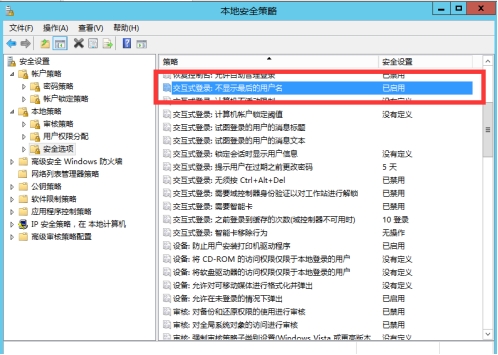 本地安全策略
文件(F) 操作(A) 查看(V) 帮助(H)
安全设置
帐户策略
密码策略
帐户锁定策略
本地策略
审核策略
用户权限分配
安全选项
高级安全 Windows 防火墙
网络列表管理器策略
公钥策略
软件限制策略
应用程序控制策略
IP 安全策略，在 本地计算机
高级审核策略配置
策略 安全设置
恢复控制台: 允许自动管理登录 已禁用
交互式登录: 不显示最后的用户名 已启用
交互式登录: 计算机帐户锁定阈值 没有定义
交互式登录: 试图登录的用户的消息标题
交互式登录: 试图登录的用户的消息文本
交互式登录: 锁定会话时显示用户信息 没有定义
交互式登录: 提示用户在过期之前更改密码 5 天
交互式登录: 无须按 Ctrl+Alt+Del 已禁用
交互式登录: 需要域控制器身份验证以对工作站进行解锁 已禁用
交互式登录: 需要智能卡 已禁用
交互式登录: 之前登录到缓存的次数(域控制器不可用时) 10 登录
交互式登录: 智能卡移除行为 无操作
设备: 防止用户安装打印机驱动程序 已启用
设备: 将 CD-ROM 的访问权限仅限于本地登录的用户 没有定义
设备: 将软盘驱动器的访问权限仅限于本地登录的用户 没有定义
设备: 允许对可移动媒体进行格式化并弹出 没有定义
设备: 允许在未登录的情况下弹出 已启用
审核: 对备份和还原权限的使用进行审核 已禁用
审核: 对全局系统对象的访问进行审核 已禁用
审核: 强制审核策略子类别设置(Windows Vista 或更高版本 没有定义